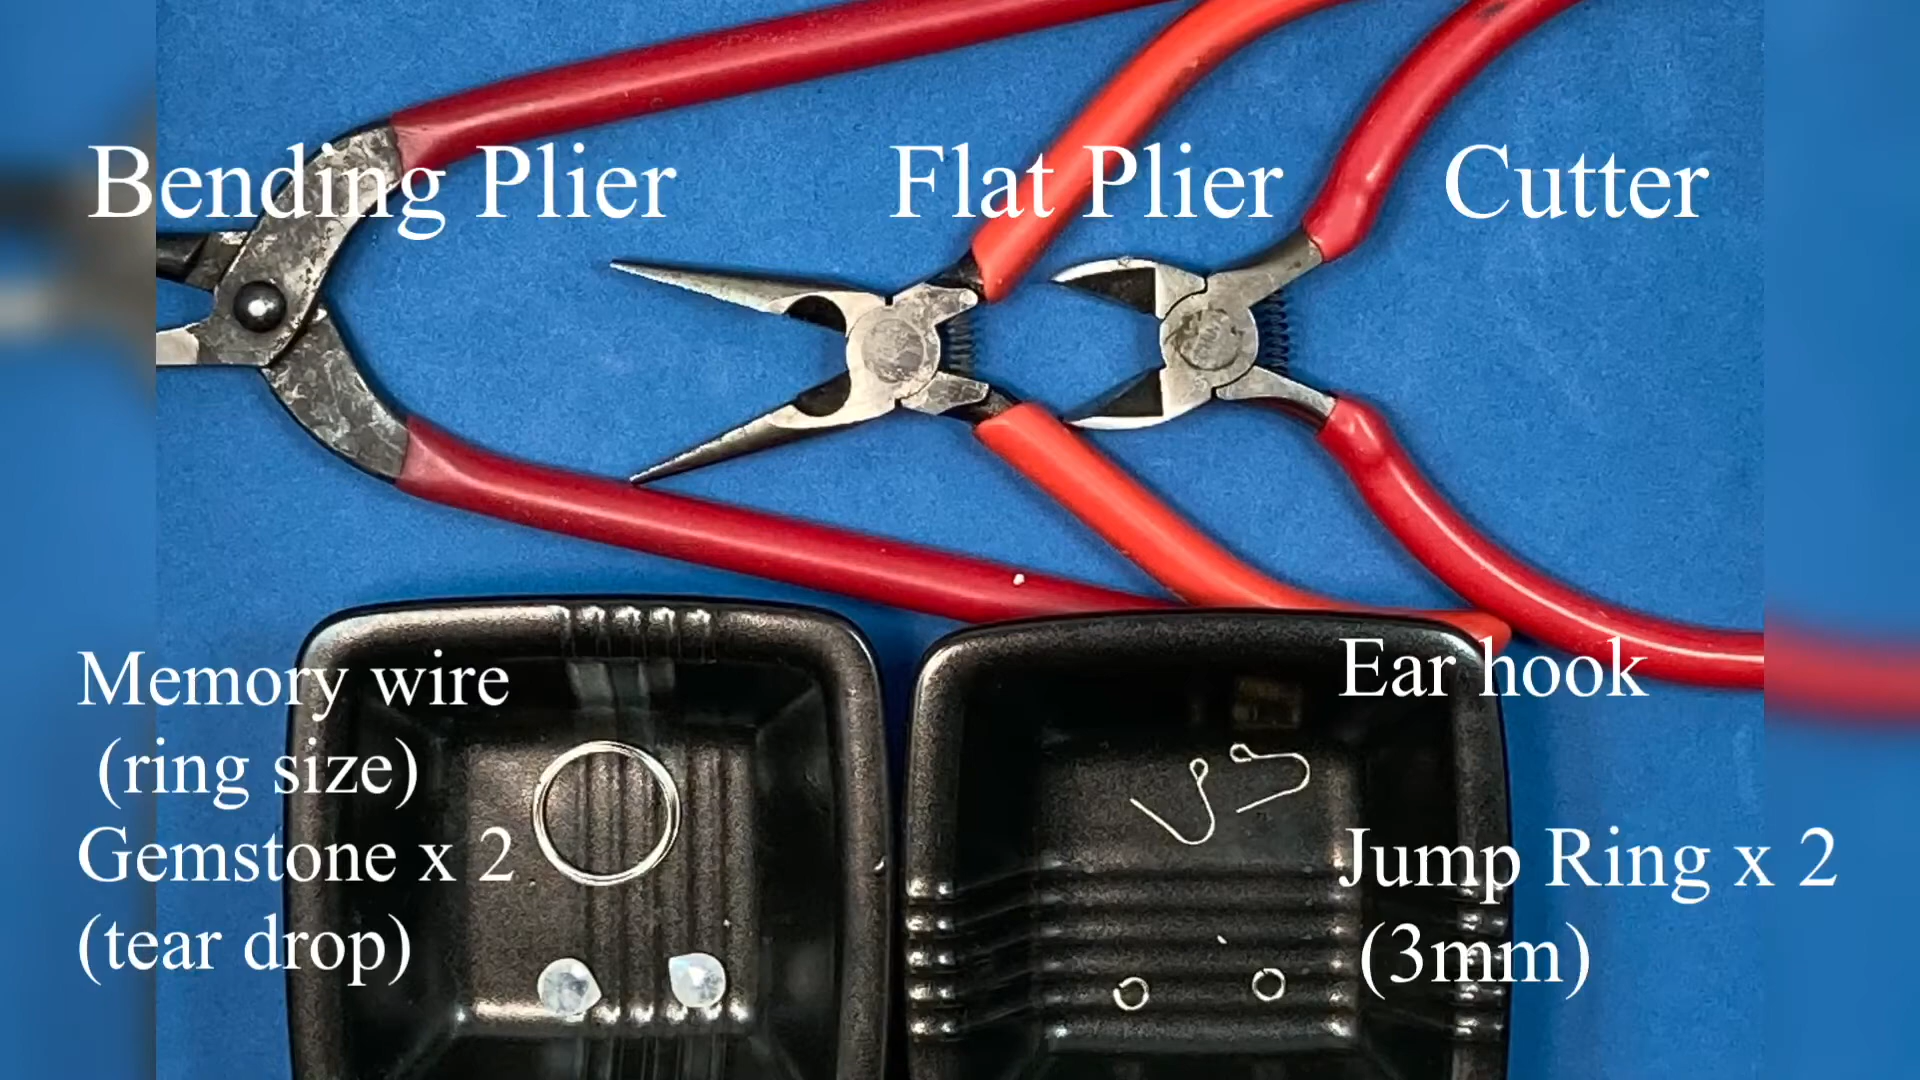 Bending Plier
Flat Plier
Cutter
Memory wire
(ring size)
Gemstone x 2
(tear drop)
Ear hook
Jump Ring x 2
(3mm)